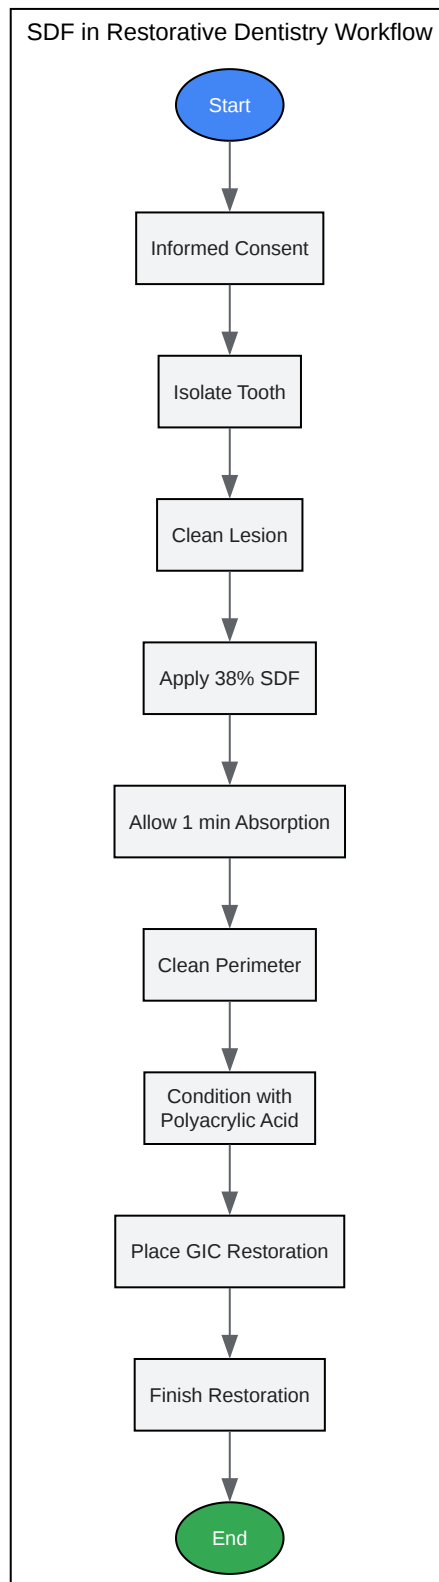 SDF in Restorative Dentistry Workflow
Start
Informed Consent
Isolate Tooth
Clean Lesion
Apply 38% SDF
Allow 1 min Absorption
Clean Perimeter
Condition with
Polyacrylic Acid
Place GIC Restoration
Finish Restoration
End